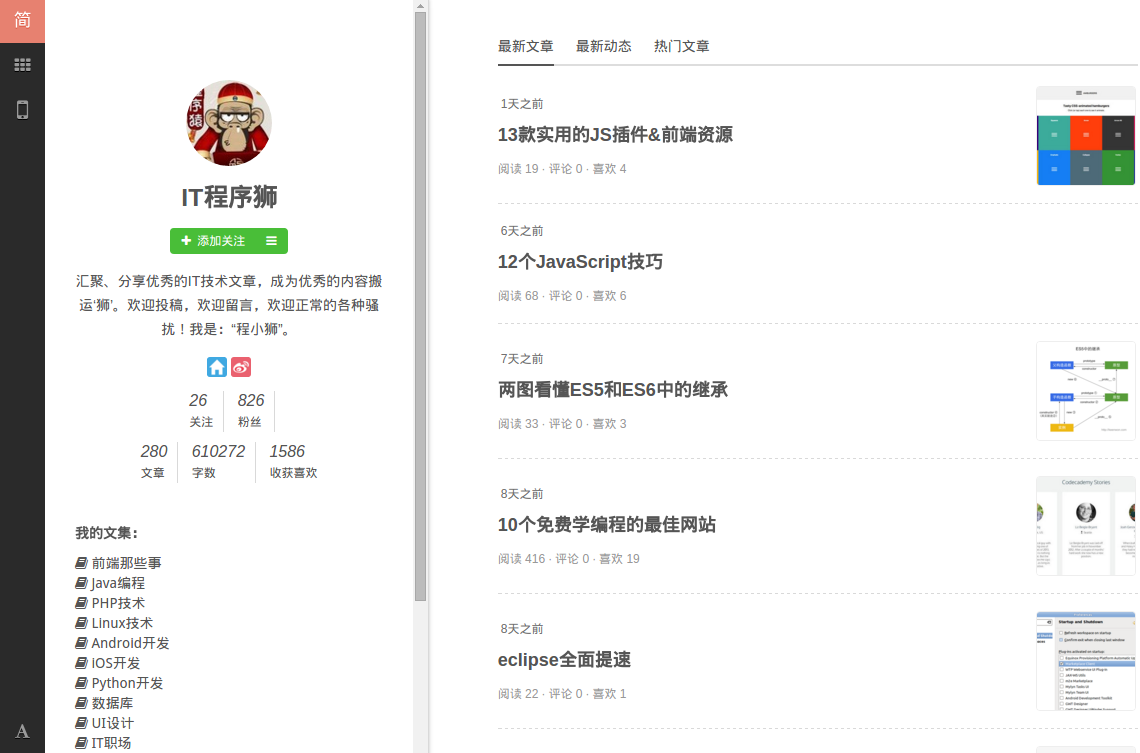 简
A
IT程序狮
添加关注
汇聚、分享优秀的IT技术文章，成为优秀的内容搬
运‘狮’。欢迎投稿，欢迎留言，欢迎正常的各种骚
扰！我是：“程小狮”。
26 826
关注 粉丝
280 610272 1586
文章 字数 收获喜欢
我的文集：
前端那些事
Java编程
PHP技术
Linux技术
Android开发
iOS开发
Python开发
数据库
UI设计
IT职场
最新文章 最新动态 热门文章
1天之前
13款实用的JS插件&前端资源
阅读 19 · 评论 0 · 喜欢 4
6天之前
12个JavaScript技巧
阅读 68 · 评论 0 · 喜欢 6
7天之前
两图看懂ES5和ES6中的继承
阅读 33 · 评论 0 · 喜欢 3
ES6中的继承
8天之前
10个免费学编程的最佳网站
阅读 416 · 评论 0 · 喜欢 19
Codecademy Stories
8天之前
eclipse全面提速
阅读 22 · 评论 0 · 喜欢 1
Startup and Shutdown